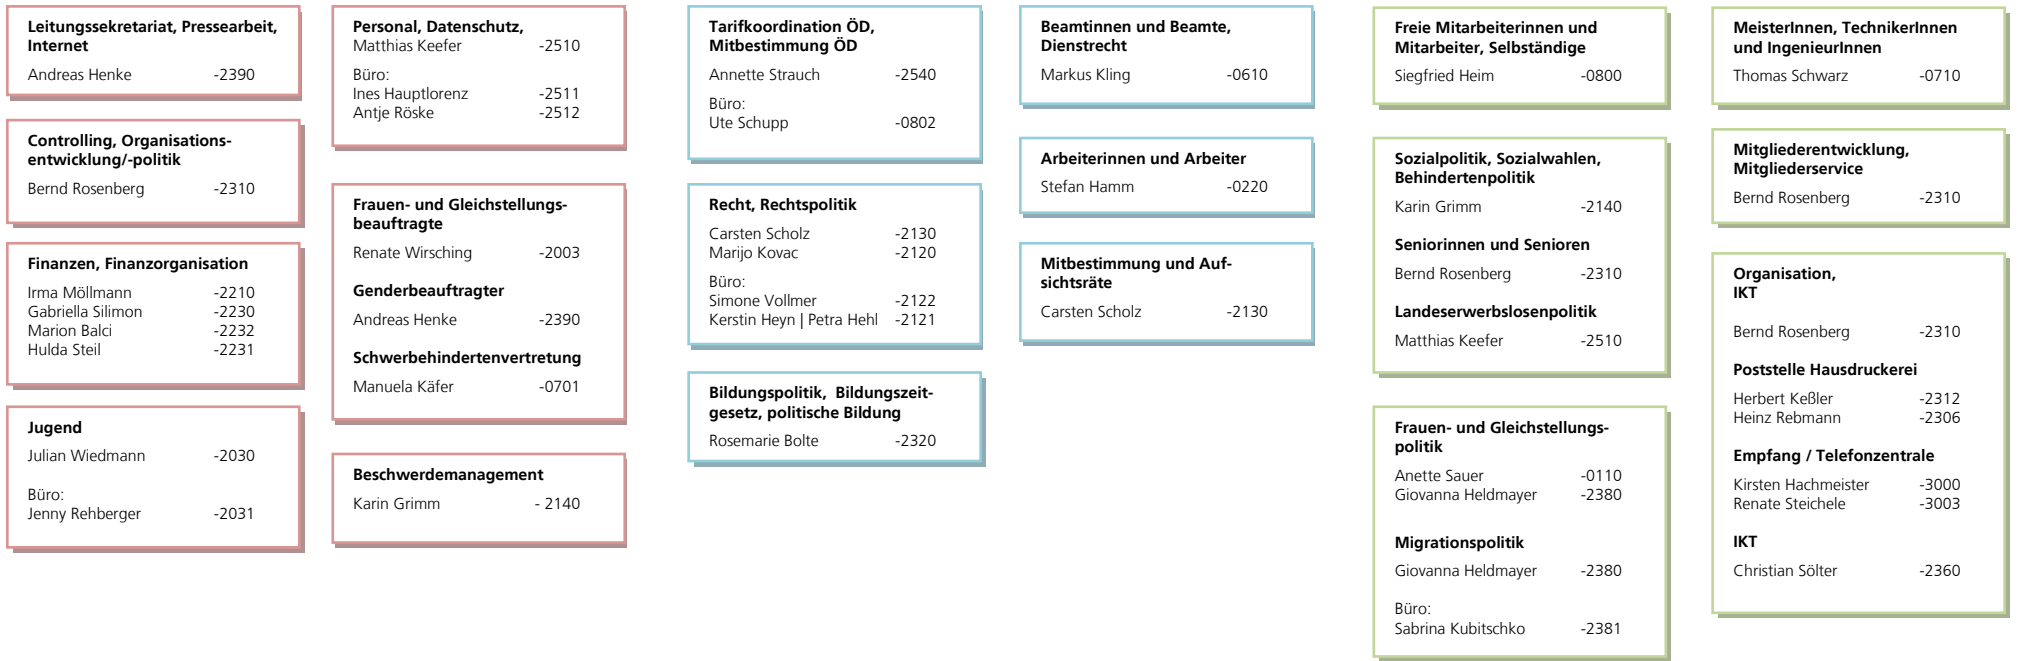 Leitungssekretariat, Pressearbeit,
Internet
Andreas Henke -2390
Controlling, Organisations-
entwicklung/-politik
Bernd Rosenberg -2310
Finanzen, Finanzorganisation
Irma Möllmann -2210
Gabriella Silimon -2230
Marion Balci -2232
Hulda Steil -2231
Jugend
Julian Wiedmann -2030
Büro:
Jenny Rehberger -2031
Personal, Datenschutz,
Matthias Keefer -2510
Büro:
Ines Hauptlorenz -2511
Antje Röske -2512
Frauen- und Gleichstellungs-
beauftragte
Renate Wirsching -2003
Genderbeauftragter
Andreas Henke -2390
Schwerbehindertenvertretung
Manuela Käfer -0701
Beschwerdemanagement
Karin Grimm - 2140
Tarifkoordination ÖD,
Mitbestimmung ÖD
Annette Strauch -2540
Büro:
Ute Schupp -0802
Recht, Rechtspolitik
Carsten Scholz -2130
Marijo Kovac -2120
Büro:
Simone Vollmer -2122
Kerstin Heyn | Petra Hehl -2121
Bildungspolitik, Bildungszeit-
gesetz, politische Bildung
Rosemarie Bolte -2320
Beamtinnen und Beamte,
Dienstrecht
Markus Kling -0610
Arbeiterinnen und Arbeiter
Stefan Hamm -0220
Mitbestimmung und Auf-
sichtsräte
Carsten Scholz -2130
Freie Mitarbeiterinnen und
Mitarbeiter, Selbständige
Siegfried Heim -0800
Sozialpolitik, Sozialwahlen,
Behindertenpolitik
Karin Grimm -2140
Seniorinnen und Senioren
Bernd Rosenberg -2310
Landeserwerbslosenpolitik
Matthias Keefer -2510
Frauen- und Gleichstellungs-
politik
Anette Sauer -0110
Giovanna Heldmayer -2380
Migrationspolitik
Giovanna Heldmayer -2380
Büro:
Sabrina Kubitschko -2381
MeisterInnen, TechnikerInnen
und IngenieurInnen
Thomas Schwarz -0710
Mitgliederentwicklung,
Mitgliederservice
Bernd Rosenberg -2310
Organisation,
IKT
Bernd Rosenberg -2310
Poststelle Hausdruckerei
Herbert Keßler -2312
Heinz Rebmann -2306
Empfang / Telefonzentrale
Kirsten Hachmeister -3000
Renate Steichele -3003
IKT
Christian Sölter -2360